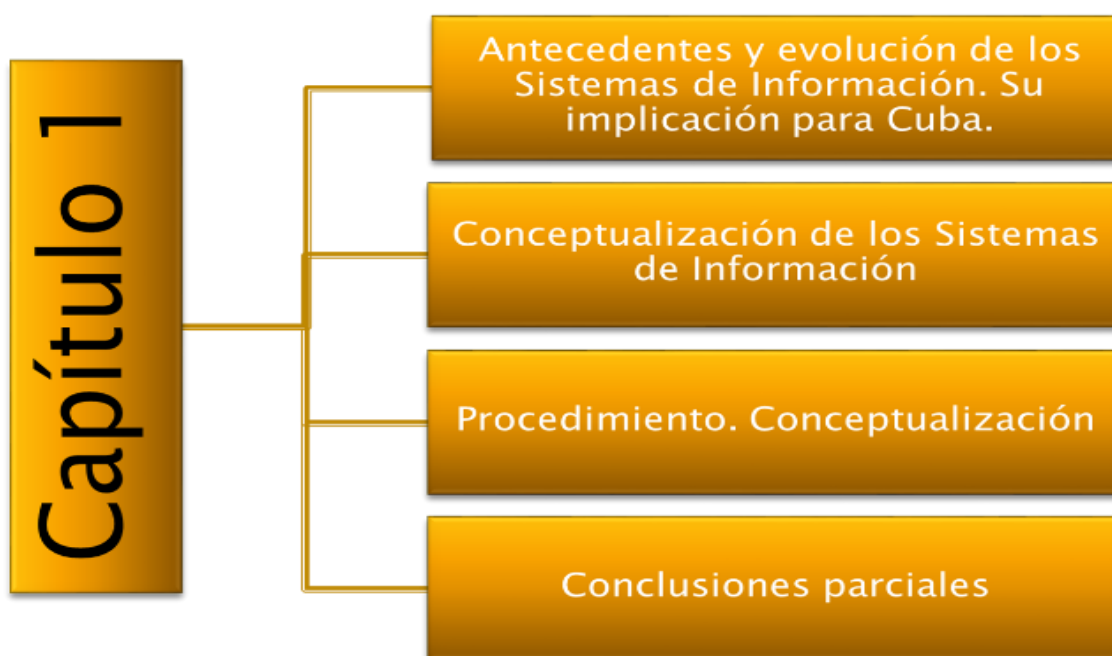 Capítulo 1
Antecedentes y evolución de los
Sistemas de Información. Su
implicación para Cuba.
Conceptualización de los Sistemas
de Información
Procedimiento. Conceptualización
Conclusiones parciales